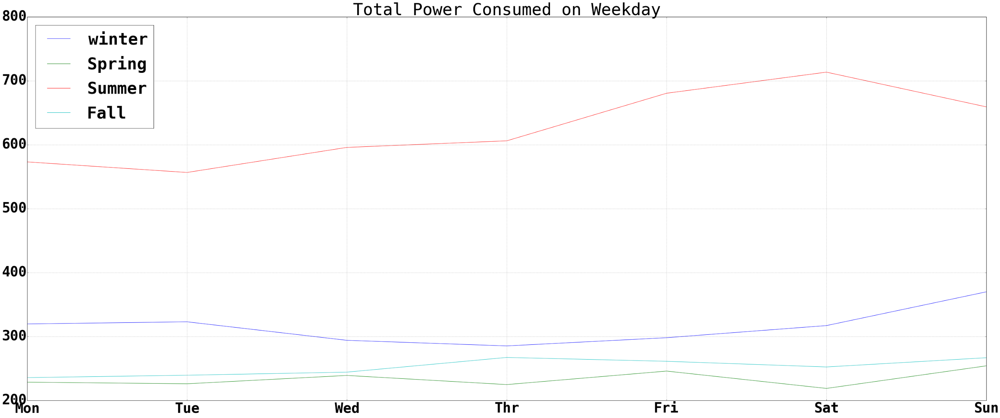 Total Power Consumed on Weekday
800
winter
Spring
700
Summer
Fall
600
500
400
300
200
Mon Tue Wed Thr Fri Sat Sun